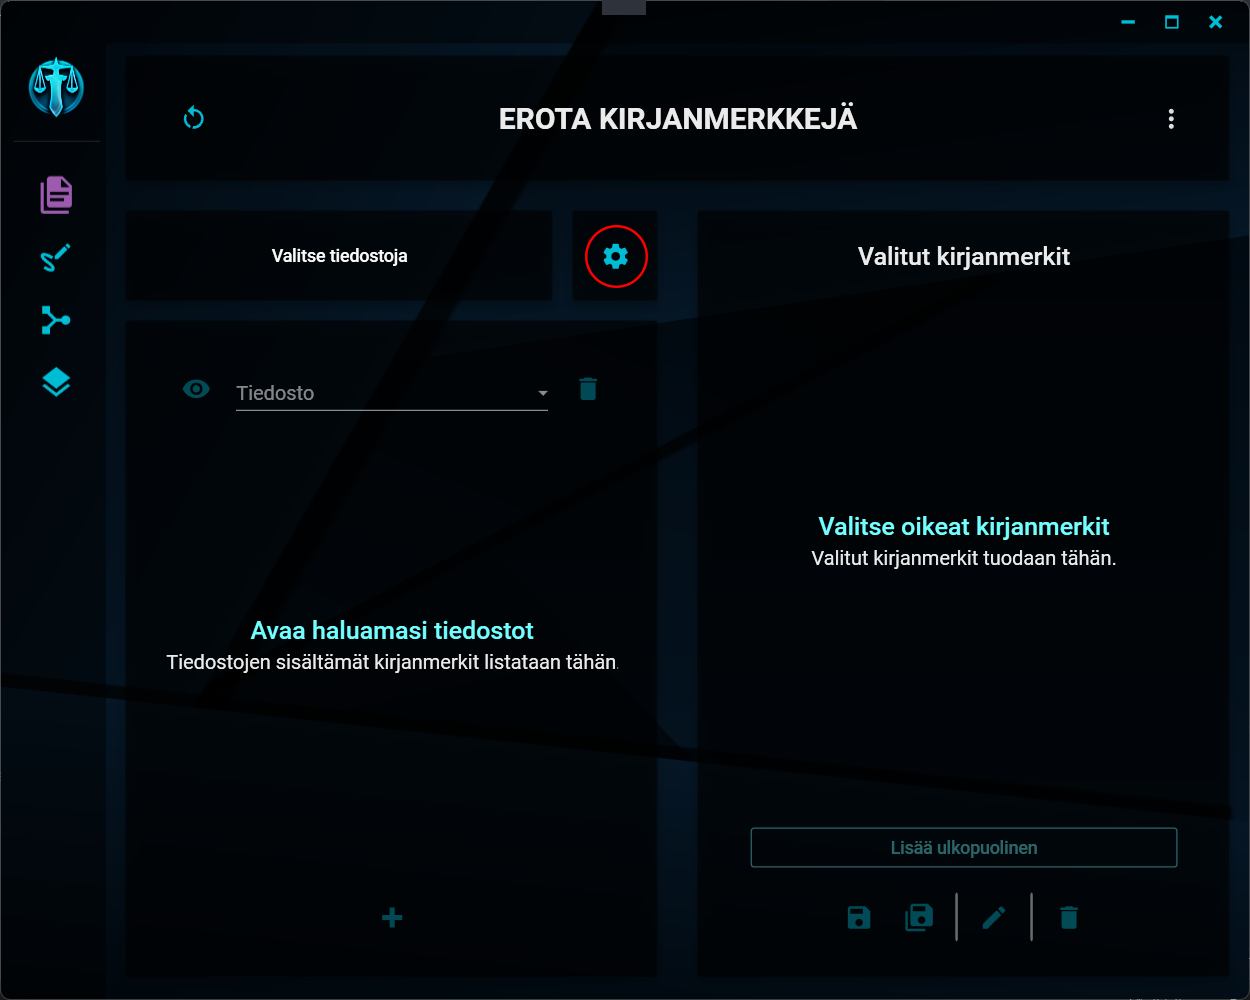 EROTA KIRJANMERKKEJÄ
Valitse tiedostoja
Valitut kirjanmerkit
Tiedosto
Valitse oikeat kirjanmerkit
Valitut kirjanmerkit tuodaan tähän.
Avaa haluamasi tiedostot
Tiedostojen sisältämät kirjanmerkit listataan tähän.
Lisää ulkopuolinen